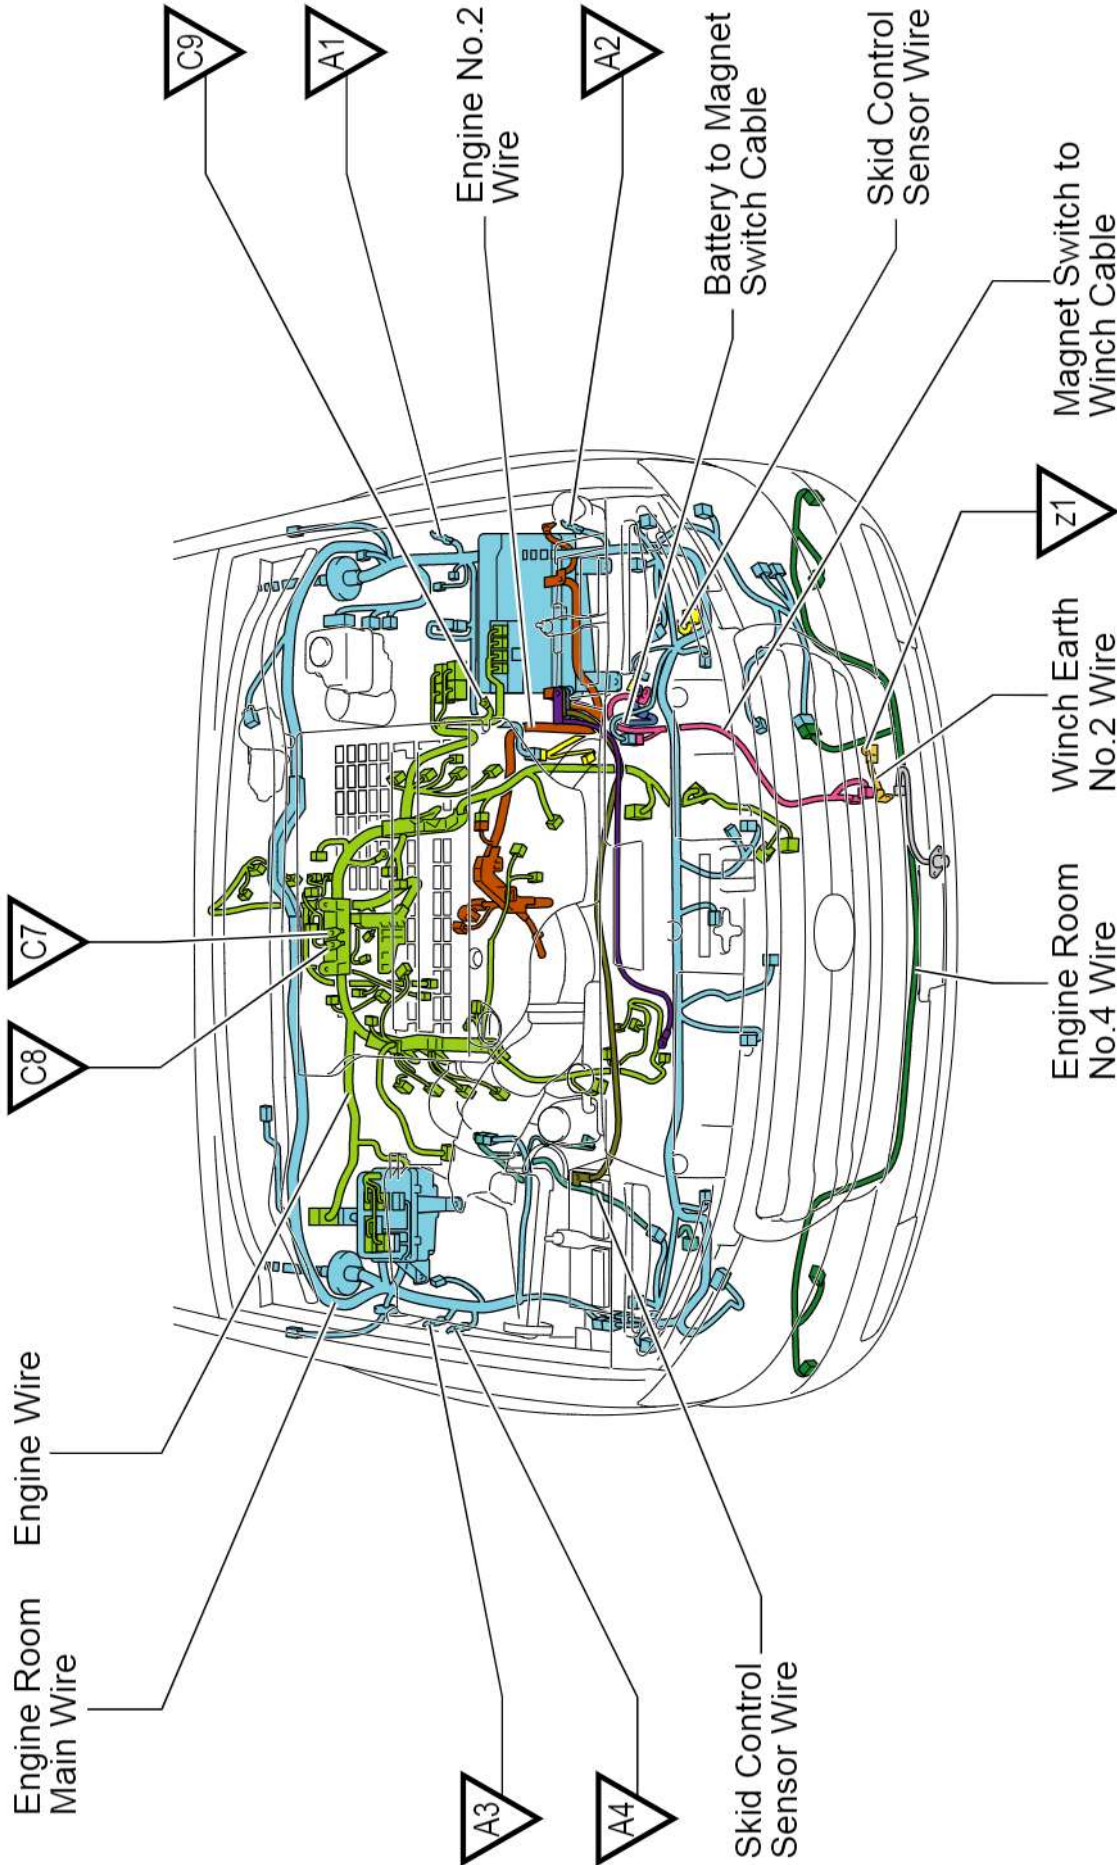 C9
A1
Engine No.2
Wire
A2
Battery to Magnet
Switch Cable
Skid Control
Sensor Wire
Magnet Switch to
Winch Cable
z1
Winch Earth
No.2 Wire
Engine Room
No.4 Wire
C7
C8
Engine Wire
Engine Room
Main Wire
A3
A4
Skid Control
Sensor Wire